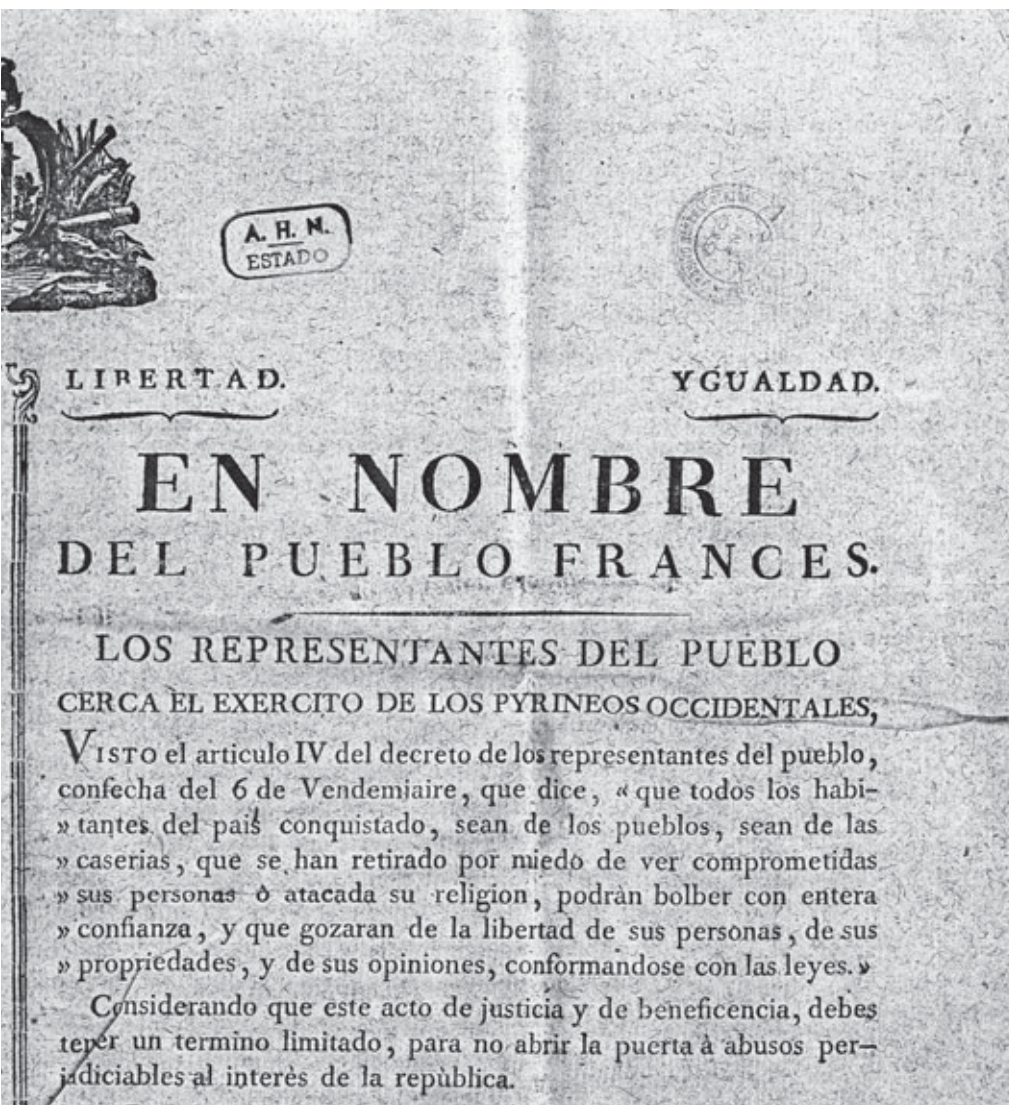 A. H. N.
ESTADO
LIBERTAD. YGUALDAD.
EN NOMBRE
DEL PUEBLO FRANCES.
LOS REPRESENTANTES DEL PUEBLO
CERCA EL EXERCITO DE LOS PYRINEOS OCCIDENTALES,
VISTO el articulo IV del decreto de los representantes del pueblo,
confecha del 6 de Vendemiaire, que dice, « que todos los habi-
» tantes del pais conquistado, sean de los pueblos, sean de las
» caserias, que se han retirado por miedo de ver comprometidas
» sus personas ò atacada su religion, podràn bolber con entera
» confianza, y que gozaran de la libertad de sus personas, de sus
» propriedades, y de sus opiniones, conformandose con las leyes.»
Considerando que este acto de justicia y de beneficencia, debes
tener un termino limitado, para no abrir la puerta à abusos per-
judiciables al interès de la repùblica.